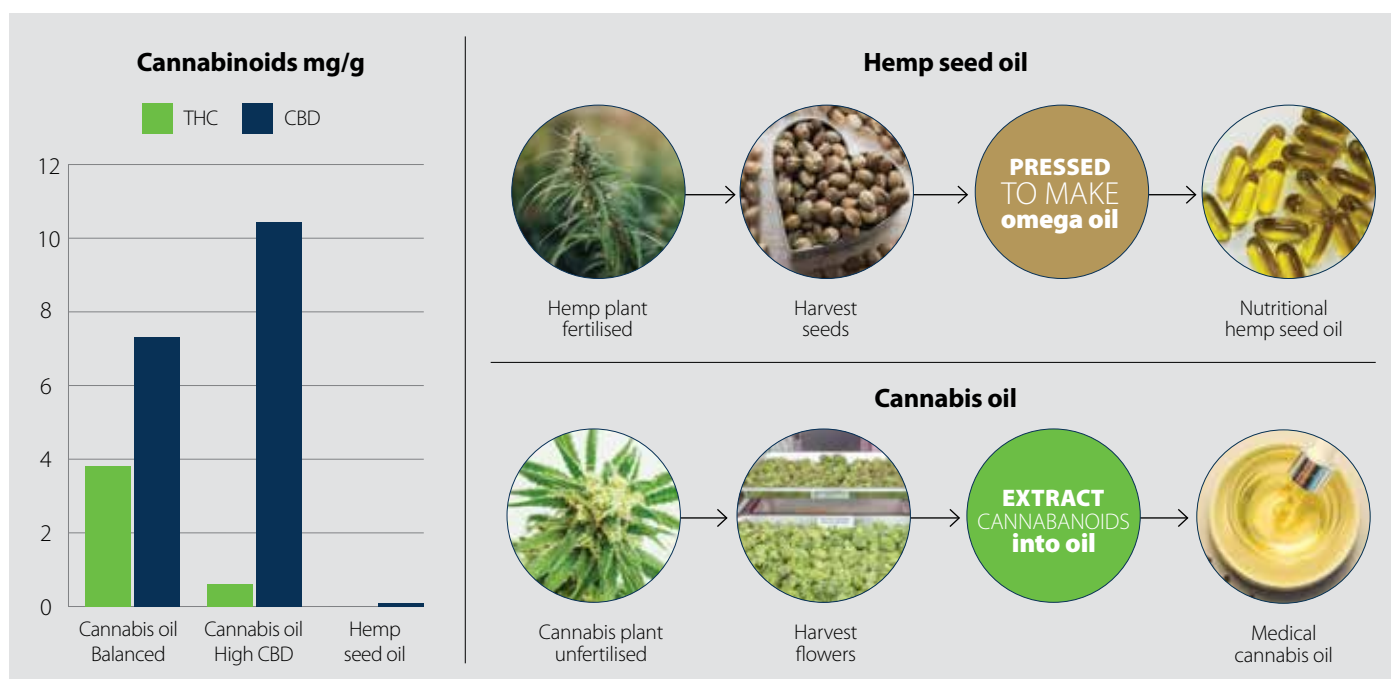 Cannabinoids mg/g
THC
CBD
12
10
8
6
4
2
0
Cannabis oil
Balanced
Cannabis oil
High CBD
Hemp
seed oil
Hemp seed oil
Hemp plant
fertilised
Harvest
seeds
PRESSED
TO MAKE
omega oil
Nutritional
hemp seed oil
Cannabis oil
Cannabis plant
unfertilised
Harvest
flowers
EXTRACT
CANNABANOIDS
into oil
Medical
cannabis oil